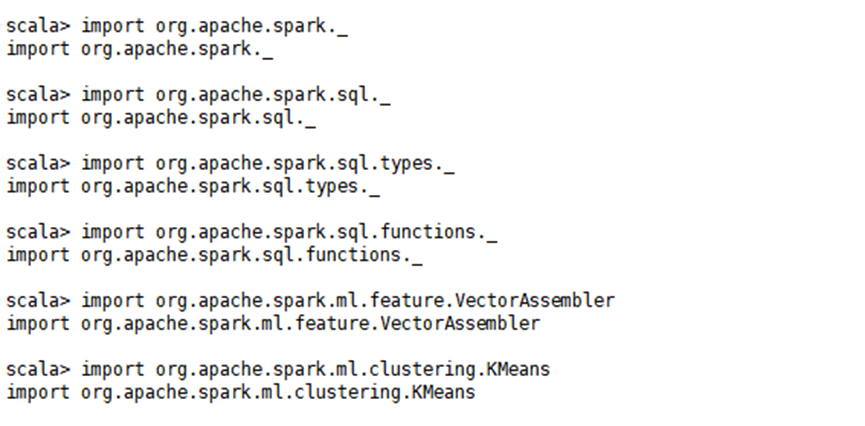 scala> import org.apache.spark._
import org.apache.spark._
scala> import org.apache.spark.sql._
import org.apache.spark.sql._
scala> import org.apache.spark.sql.types._
import org.apache.spark.sql.types._
scala> import org.apache.spark.sql.functions._
import org.apache.spark.sql.functions._
scala> import org.apache.spark.ml.feature.VectorAssembler
import org.apache.spark.ml.feature.VectorAssembler
scala> import org.apache.spark.ml.clustering.KMeans
import org.apache.spark.ml.clustering.KMeans